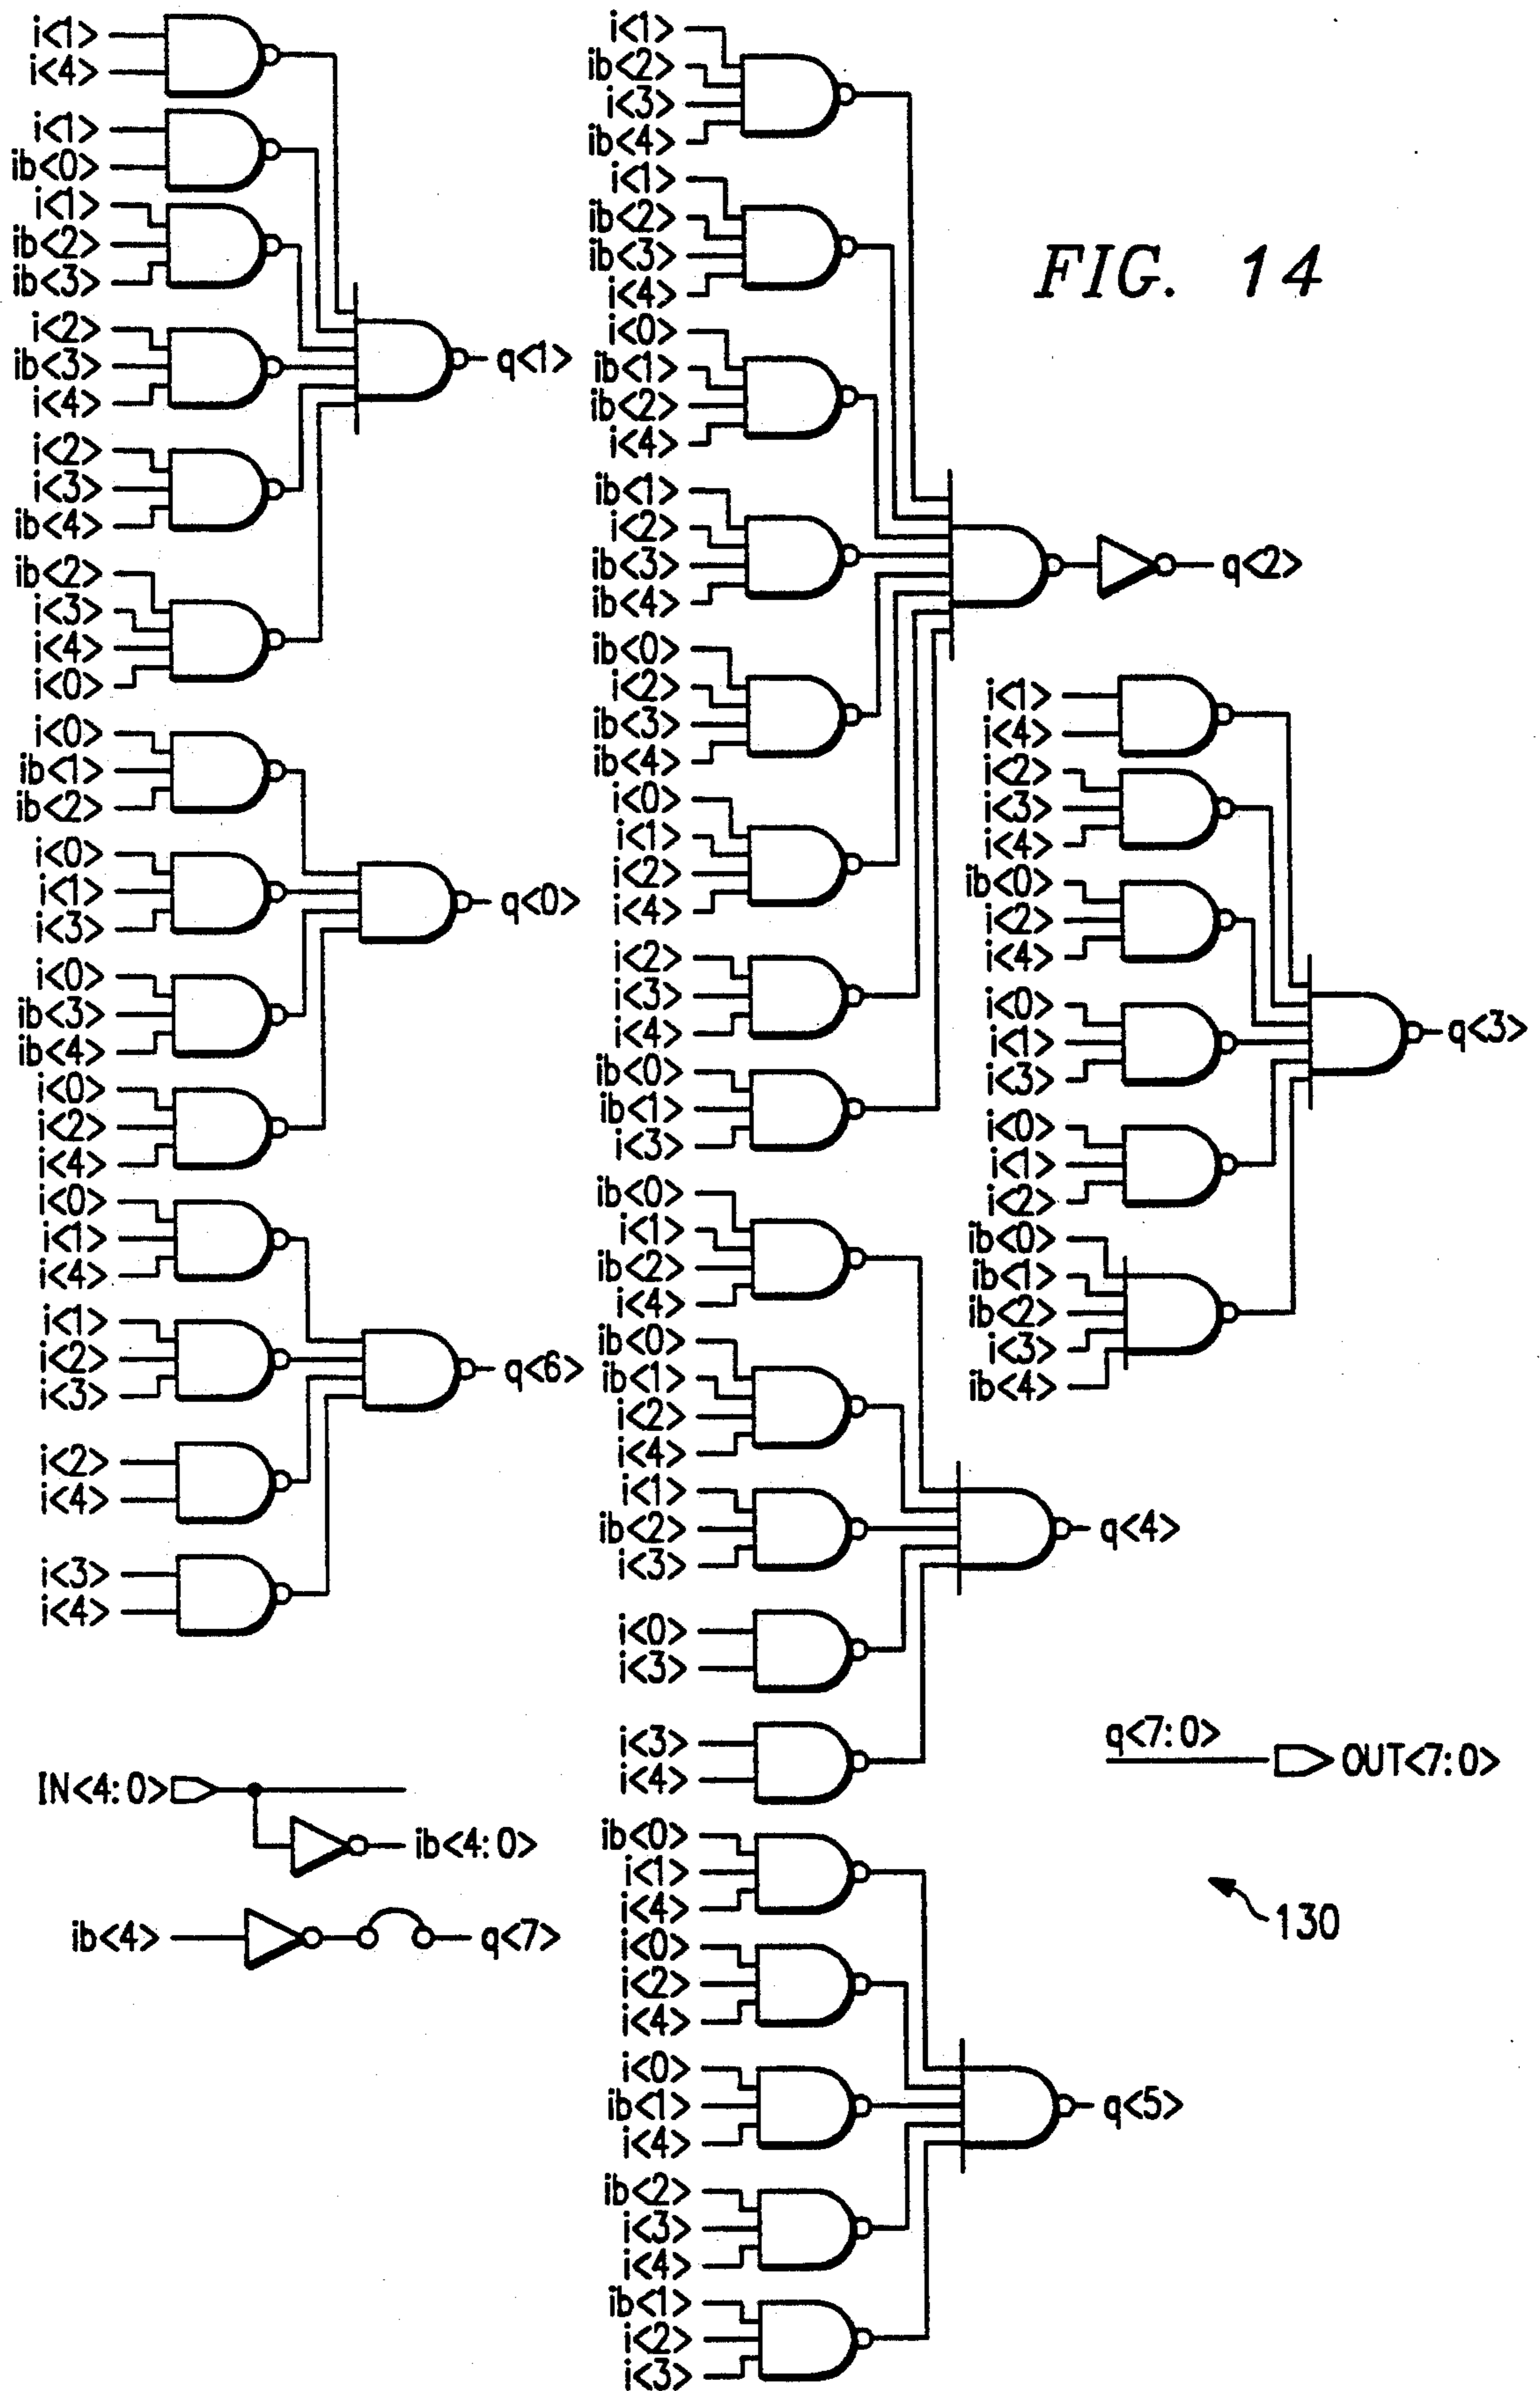 i<1>
i<4>
i<1>
ib<0>
i<1>
ib<2>
ib<3>
i<2>
ib<3>
i<4>
i<2>
i<3>
ib<4>
ib<2>
i<3>
i<4>
i<0>
q<1>
i<0>
ib<1>
ib<2>
i<0>
i<1>
i<3>
i<0>
ib<3>
ib<4>
i<0>
i<2>
i<4>
q<0>
i<0>
i<1>
i<4>
i<1>
i<2>
i<3>
i<2>
i<4>
i<3>
i<4>
q<6>
IN<4:0>
ib<4:0>
ib<4>
q<7>
i<1>
ib<2>
i<3>
ib<4>
i<1>
ib<2>
ib<3>
i<4>
i<0>
ib<1>
ib<2>
i<4>
ib<1>
i<2>
ib<3>
ib<4>
ib<0>
i<2>
ib<3>
ib<4>
i<0>
i<1>
i<2>
i<4>
i<2>
i<3>
i<4>
ib<0>
ib<1>
i<3>
q<2>
ib<0>
i<1>
ib<2>
i<4>
ib<0>
ib<1>
i<2>
i<4>
i<1>
ib<2>
i<3>
i<0>
i<3>
i<3>
i<4>
q<4>
ib<0>
i<1>
i<4>
i<0>
i<2>
i<4>
i<0>
ib<1>
i<4>
ib<2>
i<3>
i<4>
ib<1>
i<2>
i<3>
q<5>
FIG. 14
i<1>
i<4>
i<2>
i<3>
i<4>
ib<0>
i<2>
i<4>
i<0>
i<1>
i<3>
i<0>
i<1>
i<2>
ib<0>
ib<1>
ib<2>
i<3>
ib<4>
q<3>
q<7:0>
OUT<7:0>
130